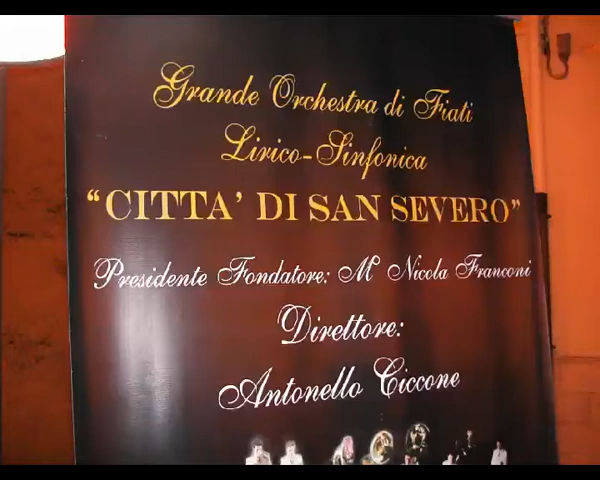 Grande Orchestra di Fiati
Lirico-Sinfonica
“CITTA’ DI SAN SEVERO”
Presidente Fondatore: M° Nicola Franconi
Direttore:
Antonello Ciccone